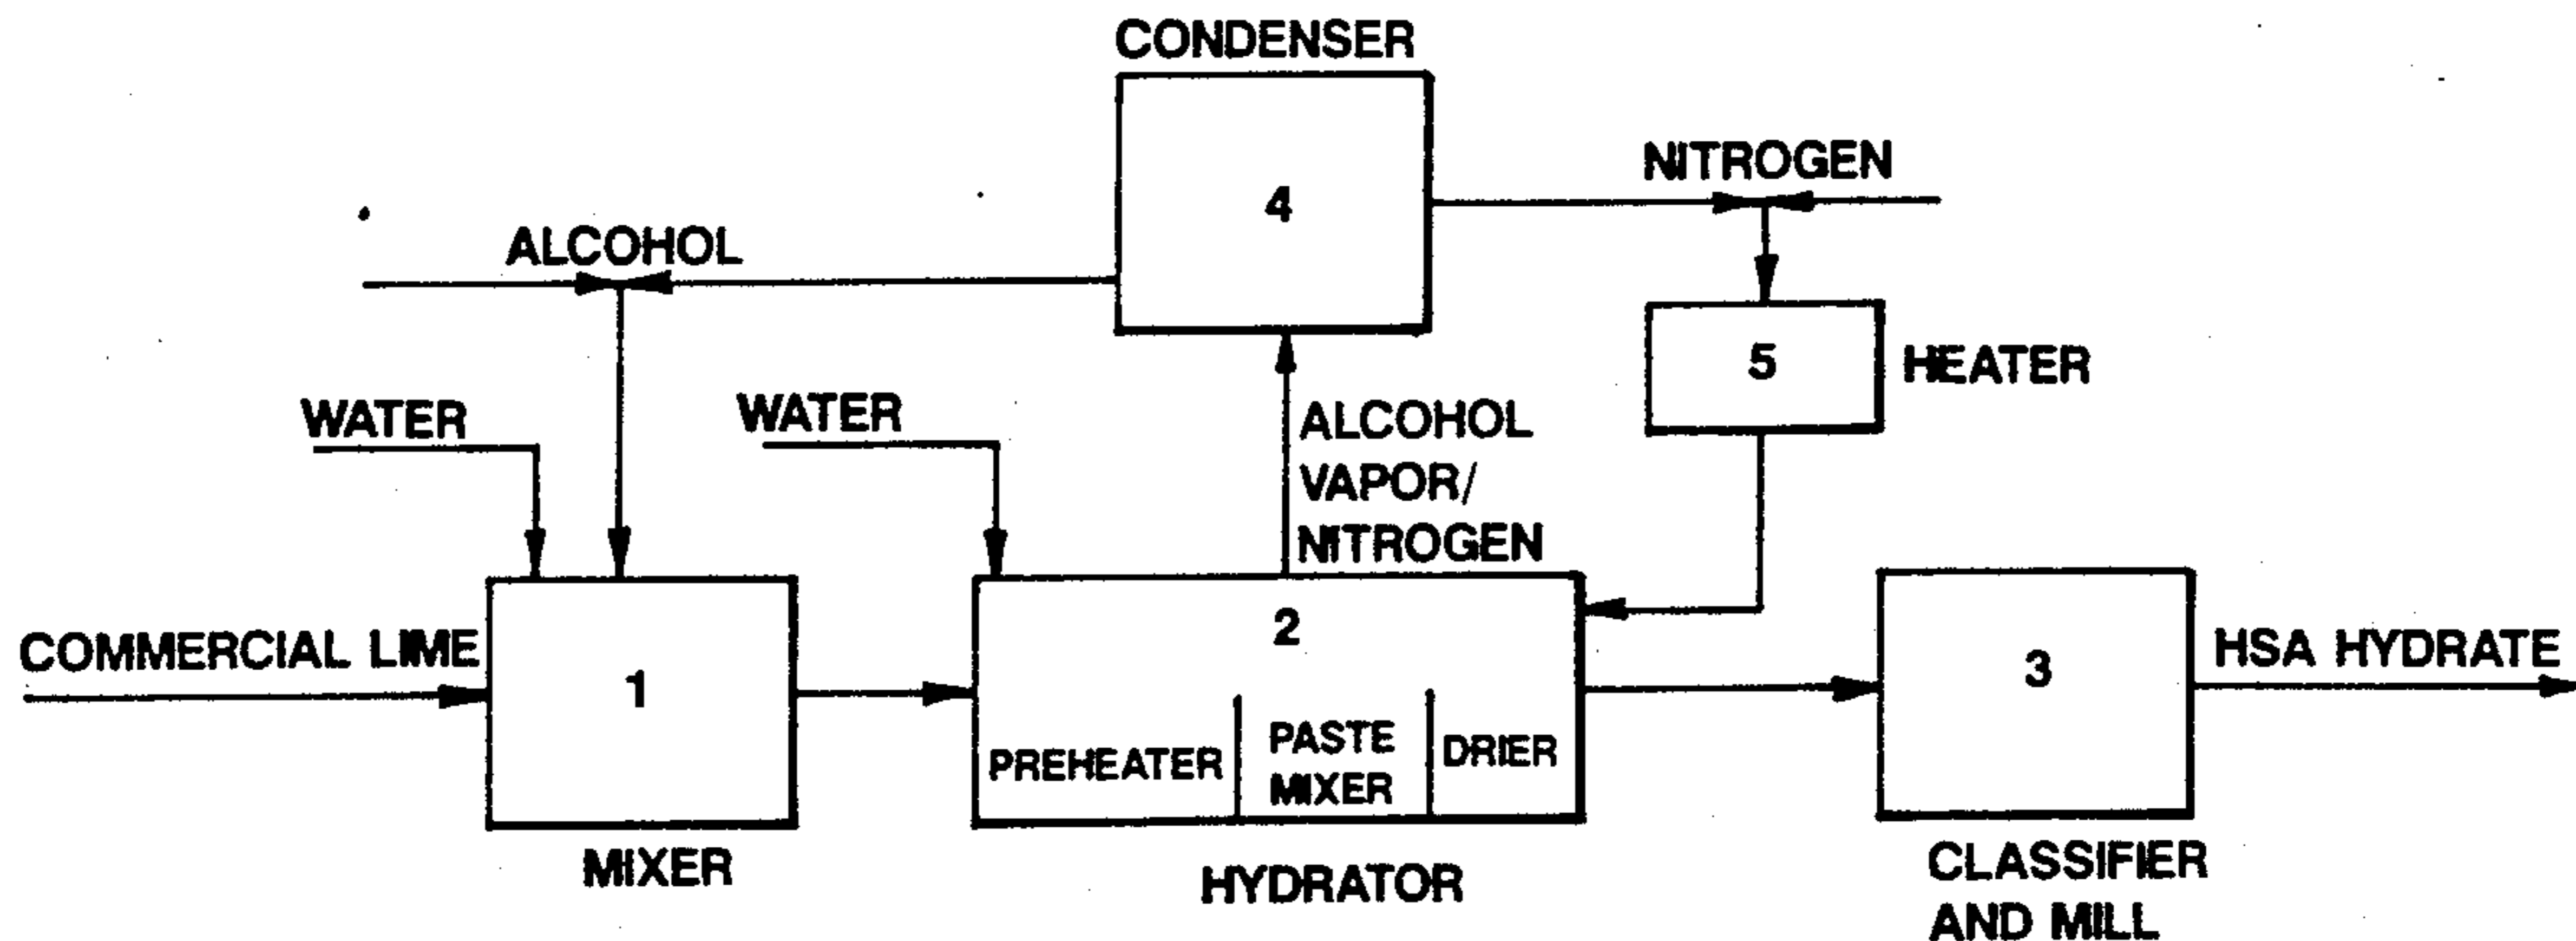 CONDENSER
4
NITROGEN
ALCOHOL
5
HEATER
WATER
WATER
ALCOHOL
VAPOR/
NITROGEN
COMMERCIAL LIME
1
2
3
HSA HYDRATE
PREHEATER
PASTE
MIXER
DRIER
MIXER
HYDRATOR
CLASSIFIER
AND MILL